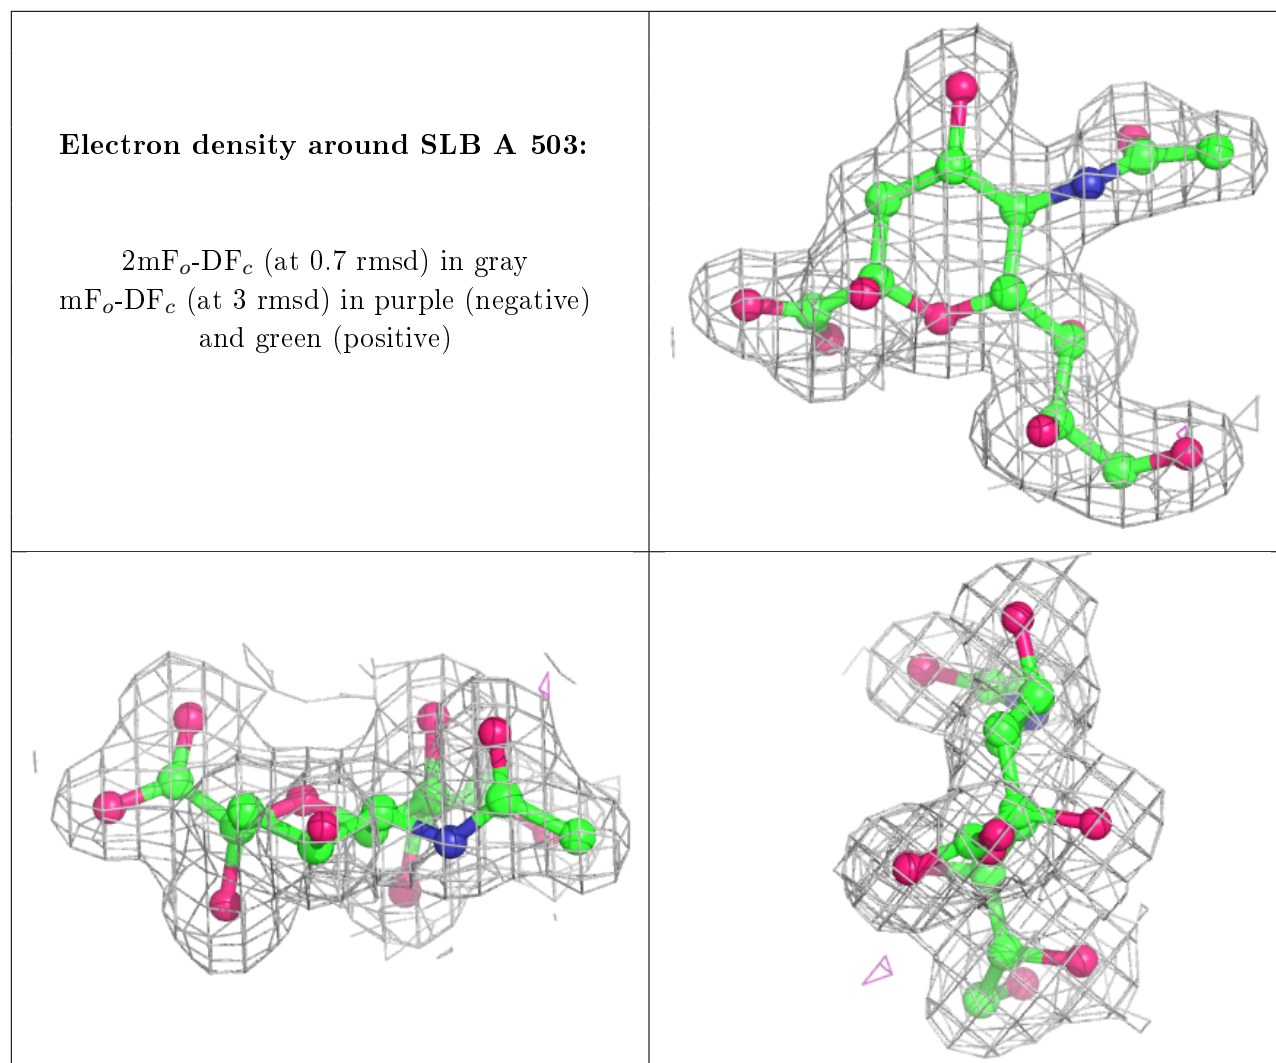 Electron density around SLB A 503:
2mFₒ-DF𝒸 (at 0.7 rmsd) in gray
mFₒ-DF𝒸 (at 3 rmsd) in purple (negative)
and green (positive)